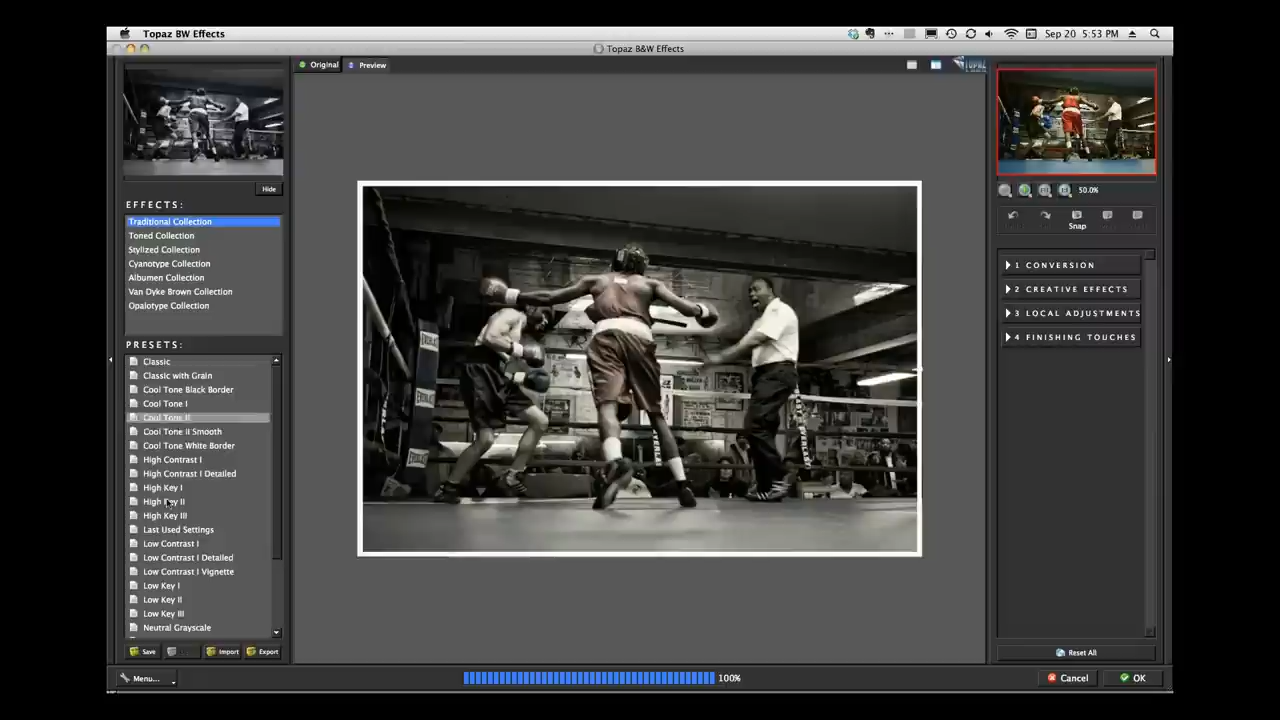 Topaz BW Effects
Sep 20 5:53 PM
Topaz B&W Effects
Original
Preview
TOPAZ
Hide
50.0%
EFFECTS:
Traditional Collection
Toned Collection
Stylized Collection
Cyanotype Collection
Albumen Collection
Van Dyke Brown Collection
Opalotype Collection
Snap
1 CONVERSION
2 CREATIVE EFFECTS
3 LOCAL ADJUSTMENTS
4 FINISHING TOUCHES
PRESETS:
Classic
Classic with Grain
Cool Tone Black Border
Cool Tone I
Cool Tone II
Cool Tone II Smooth
Cool Tone White Border
High Contrast I
High Contrast I Detailed
High Key I
High Key II
High Key III
Last Used Settings
Low Contrast I
Low Contrast I Detailed
Low Contrast I Vignette
Low Key I
Low Key II
Low Key III
Neutral Grayscale
EVERLAST
EVERLAST
EVERLAST
Save
Import
Export
Reset All
Menu...
100%
Cancel
OK